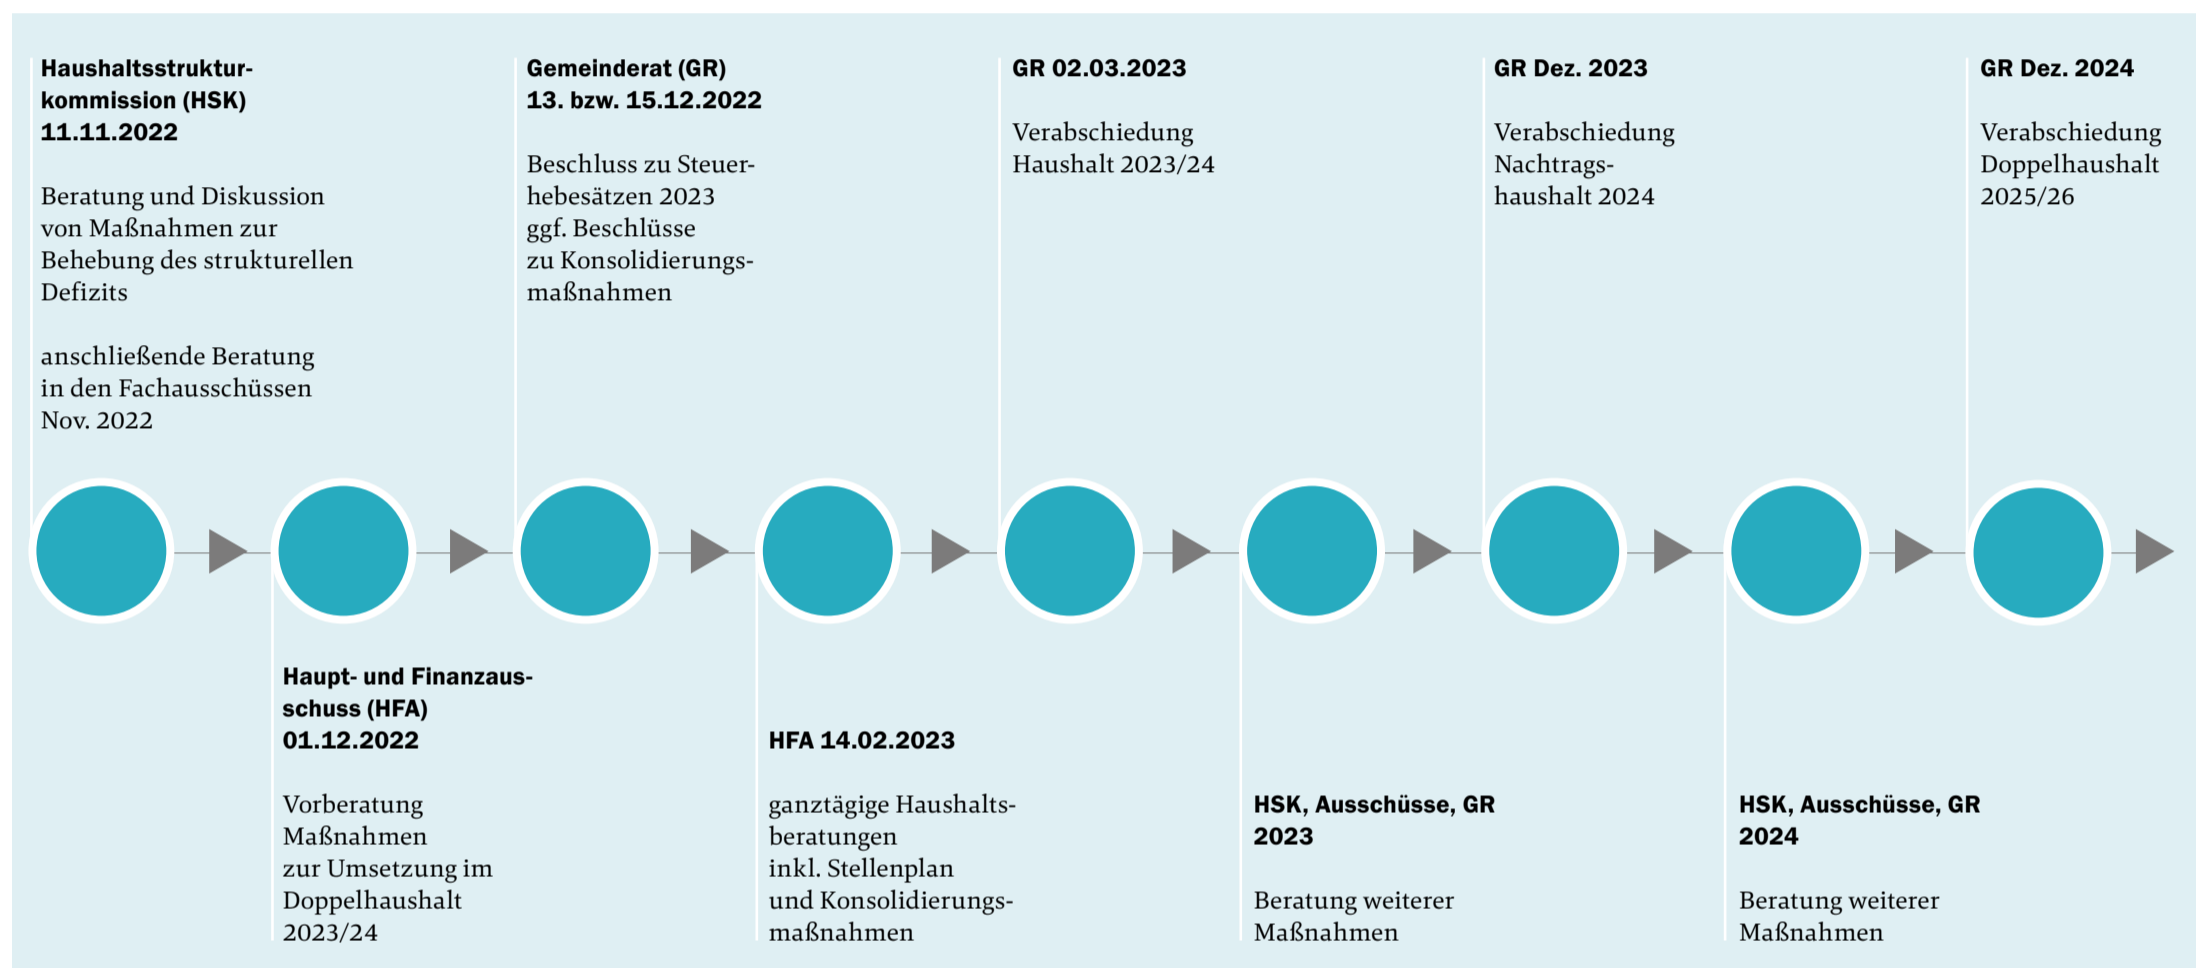 Haushaltsstruktur-
kommission (HSK)
11.11.2022
Beratung und Diskussion
von Maßnahmen zur
Behebung des strukturellen
Defizits
anschließende Beratung
in den Fachausschüssen
Nov. 2022
Haupt- und Finanzaus-
schuss (HFA)
01.12.2022
Vorberatung
Maßnahmen
zur Umsetzung im
Doppelhaushalt
2023/24
Gemeinderat (GR)
13. bzw. 15.12.2022
Beschluss zu Steuer-
hebesätzen 2023
ggf. Beschlüsse
zu Konsolidierungs-
maßnahmen
HFA 14.02.2023
ganztägige Haushalts-
beratungen
inkl. Stellenplan
und Konsolidierungs-
maßnahmen
GR 02.03.2023
Verabschiedung
Haushalt 2023/24
HSK, Ausschüsse, GR
2023
Beratung weiterer
Maßnahmen
GR Dez. 2023
Verabschiedung
Nachtrags-
haushalt 2024
HSK, Ausschüsse, GR
2024
Beratung weiterer
Maßnahmen
GR Dez. 2024
Verabschiedung
Doppelhaushalt
2025/26